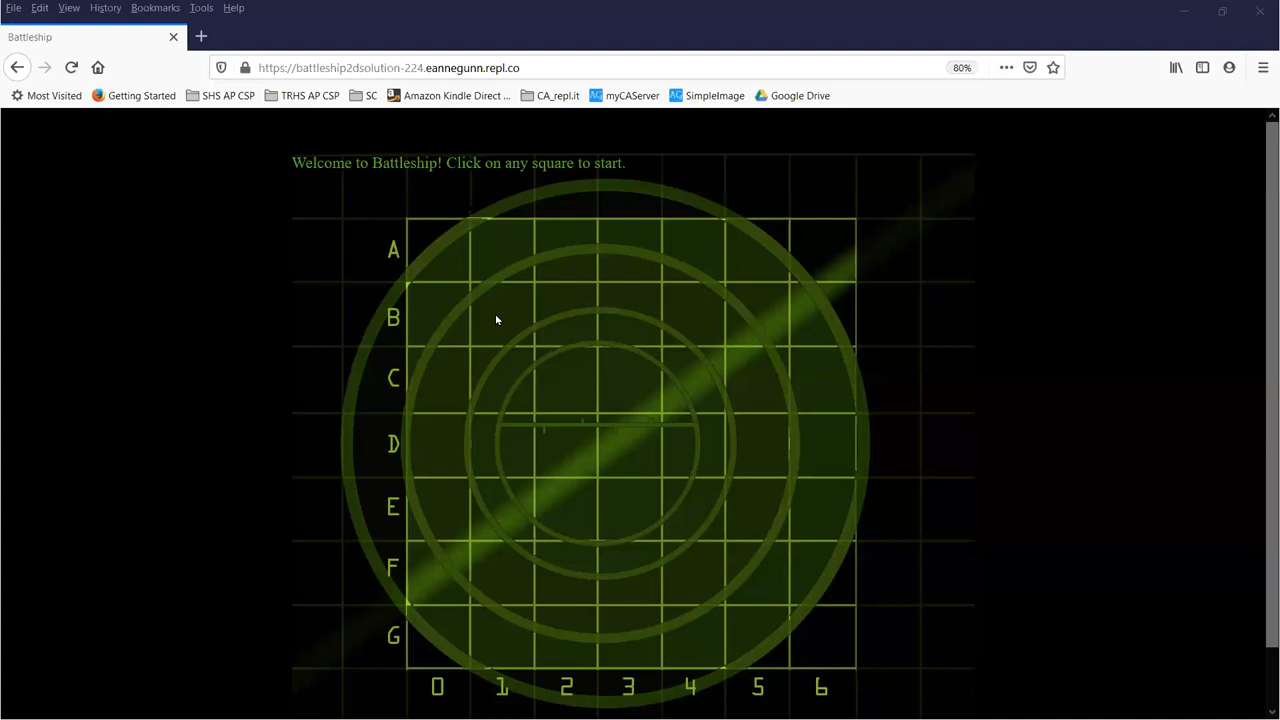 File Edit View History Bookmarks Tools Help
Battleship
https://battleship2dsolution-224.eannegunn.repl.co 80%
Most Visited Getting Started SHS AP CSP TRHS AP CSP SC Amazon Kindle Direct ... CA_repl.it myCAServer SimpleImage Google Drive
Welcome to Battleship! Click on any square to start.
A
B
C
D
E
F
G
0 1 2 3 4 5 6